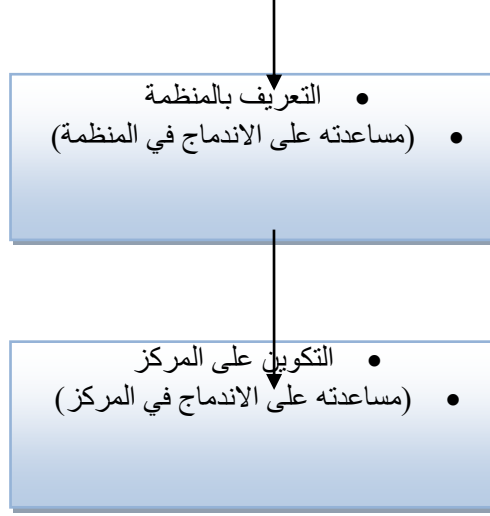 • التعريف بالمنظمة
• (مساعدته على الاندماج في المنظمة)
• التكوين على المركز
• (مساعدته على الاندماج في المركز)